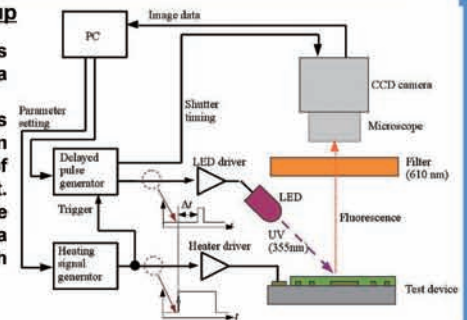 up
Image data
PC
s
a
CCD camera
Parameter
setting
s
n
of
t.
e
a
n
Shutter
timing
Microscope
Delayed
pulse
generator
LED driver
Filter
(610 nm)
LED
Δt
t
Trigger
Fluorescence
UV
(355nm)
Heating
signal
generator
Heater driver
Test device
t